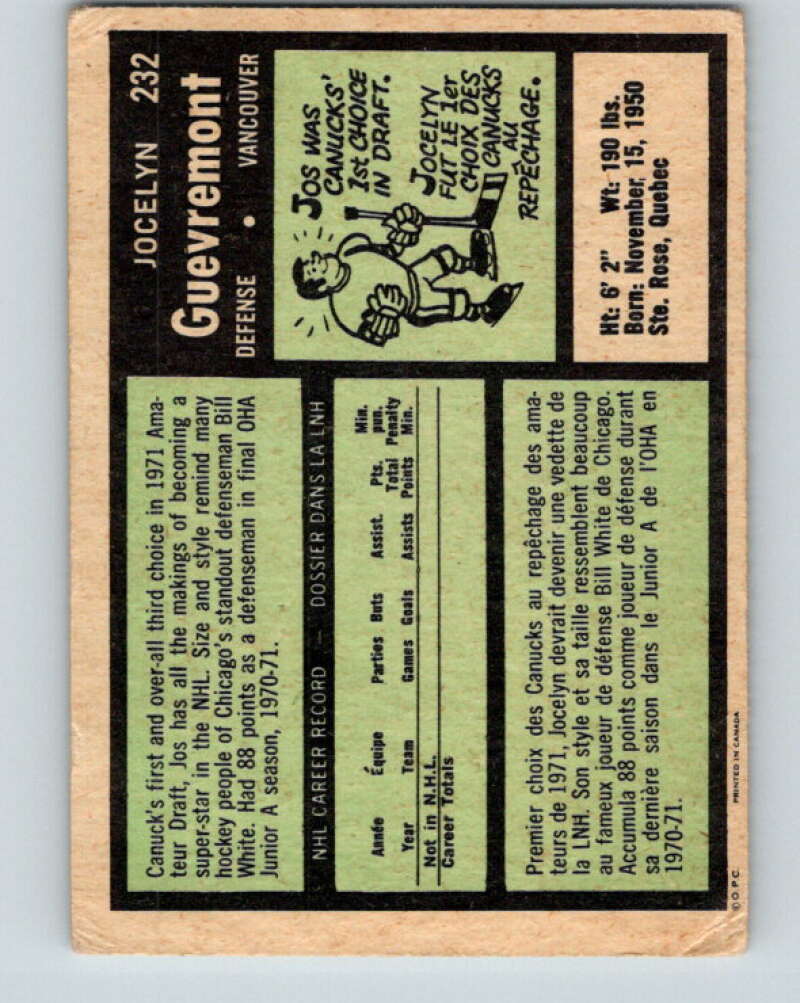 JOCELYN 232
Guevremont
DEFENSE • VANCOUVER
Canuck's first and over-all third choice in 1971 Ama-
teur Draft, Jos has all the makings of becoming a
super-star in the NHL. Size and style remind many
hockey people of Chicago's standout defenseman Bill
White. Had 88 points as a defenseman in final OHA
Junior A season, 1970-71.
JOS WAS
CANUCKS'
1st CHOICE
IN DRAFT.
JOCELYN
FUT LE 1er
CHOIX DES
CANUCKS
AU
REPÊCHAGE.
NHL CAREER RECORD — DOSSIER DANS LA LNH
Année Équipe Parties Buts Assist. Pts. Total Min. pun.
Year Team Games Goals Assists Points Penalty Min.
Not in N.H.L.
Career Totals
Ht: 6' 2" Wt: 190 lbs.
Born: November, 15, 1950
Ste. Rose, Quebec
Premier choix des Canucks au repêchage des ama-
teurs de 1971, Jocelyn devrait devenir une vedette de
la LNH. Son style et sa taille ressemblent beaucoup
au fameux joueur de défense Bill White de Chicago.
Accumula 88 points comme joueur de défense durant
sa dernière saison dans le Junior A de l'OHA en
1970-71.
© O.P.C. PRINTED IN CANADA